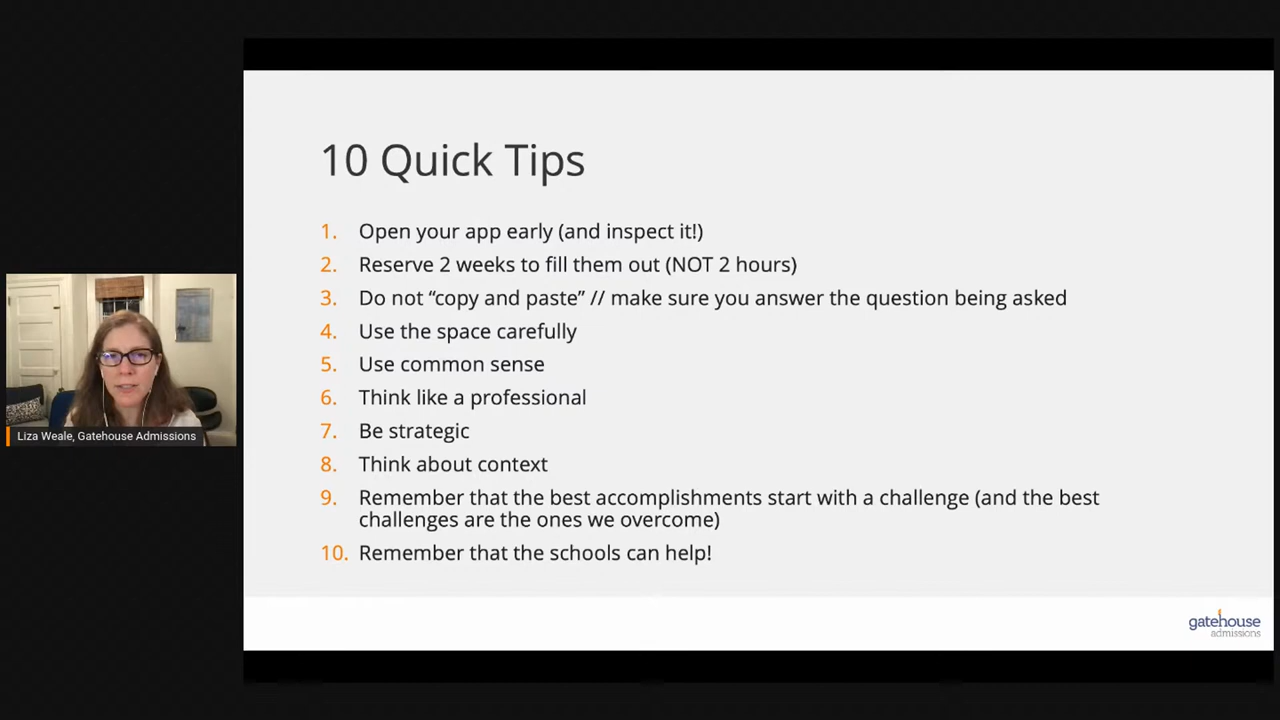 10 Quick Tips
1. Open your app early (and inspect it!)
2. Reserve 2 weeks to fill them out (NOT 2 hours)
3. Do not “copy and paste” // make sure you answer the question being asked
4. Use the space carefully
5. Use common sense
6. Think like a professional
7. Be strategic
8. Think about context
9. Remember that the best accomplishments start with a challenge (and the best
challenges are the ones we overcome)
10. Remember that the schools can help!
Liza Weale, Gatehouse Admissions
gatehouse
admissions